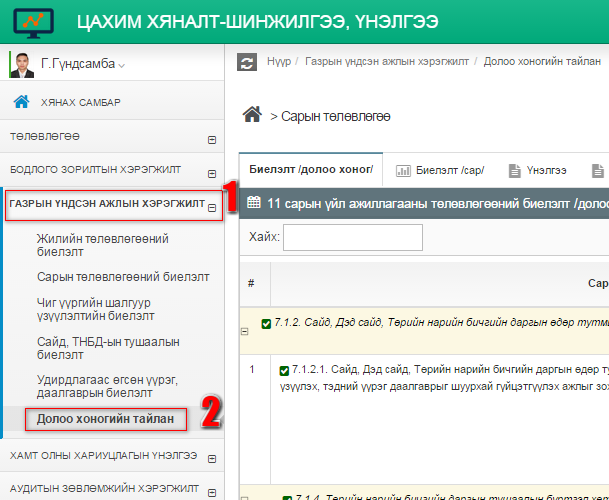 ЦАХИМ ХЯНАЛТ-ШИНЖИЛГЭЭ, ҮНЭЛГЭЭ
Г.Гүндсамба
ХЯНАХ САМБАР
ТӨЛӨВЛӨГӨӨ
БОДЛОГО ЗОРИЛТЫН ХЭРЭГЖИЛТ
ГАЗРЫН ҮНДСЭН АЖЛЫН ХЭРЭГЖИЛТ
1
Жилийн төлөвлөгөөний
биелэлт
Сарын төлөвлөгөөний биелэлт
Чиг үүргийн шалгуур
үзүүлэлтийн биелэлт
Сайд, ТНБД-ын тушаалын
биелэлт
Удирдлагаас өгсөн үүрэг,
даалгаврын биелэлт
Долоо хоногийн тайлан
2
ХАМТ ОЛНЫ ХАРИУЦЛАГЫН ҮНЭЛГЭЭ
АУДИТЫН ЗӨВЛӨМЖИЙН ХЭРЭГЖИЛТ
Нүүр / Газрын үндсэн ажлын хэрэгжилт / Долоо хоногийн тайлан
> Сарын төлөвлөгөө
Биелэлт /долоо хоног/ Биелэлт /сар/ Үнэлгээ
11 сарын үйл ажиллагааны төлөвлөгөөний биелэлт /долоо
Хайх:
# Сар
7.1.2. Сайд, Дэд сайд, Төрийн нарийн бичгийн даргын өдөр тутми
1 7.1.2.1. Сайд, Дэд сайд, Төрийн нарийн бичгийн даргын өдөр ту
үзүүлэх, тэдний үүрэг даалгаврыг шуурхай гүйцэтгүүлэх ажлыг зох
7.1.4. Төрийн нарийн бичгийн даргын тушаалын бүртгэл хөт